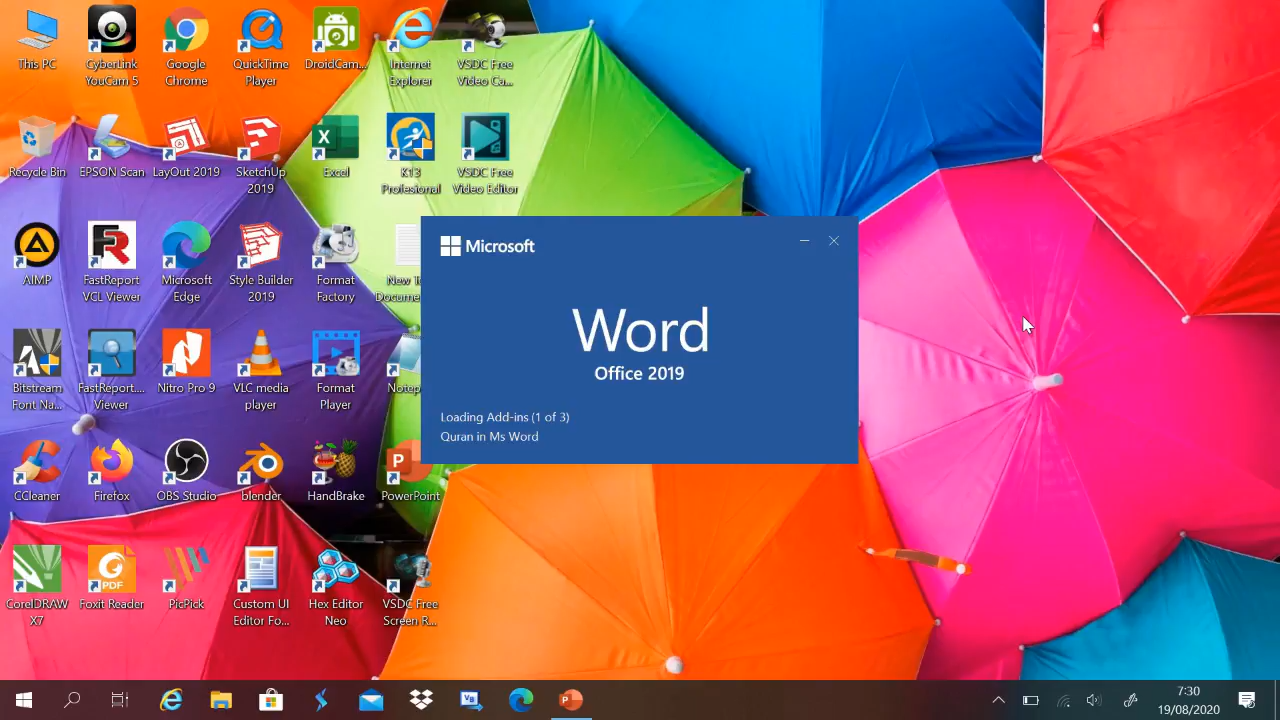 This PC
CyberLink
YouCam 5
Google
Chrome
QuickTime
Player
DroidCam...
Internet
Explorer
VSDC Free
Video Ca...
Recycle Bin
EPSON Scan
LayOut 2019
SketchUp
2019
Excel
K13
Profesional
VSDC Free
Video Editor
AIMP
FastReport
VCL Viewer
Microsoft
Edge
Style Builder
2019
Format
Factory
Bitstream
Font Na...
FastReport....
Viewer
Nitro Pro 9
VLC media
player
Format
Player
CCleaner
Firefox
OBS Studio
blender
HandBrake
PowerPoint
CorelDRAW
X7
Foxit Reader
PicPick
Custom UI
Editor Fo...
Hex Editor
Neo
VSDC Free
Screen R...
Microsoft
Word
Office 2019
Loading Add-ins (1 of 3)
Quran in Ms Word
7:30
19/08/2020